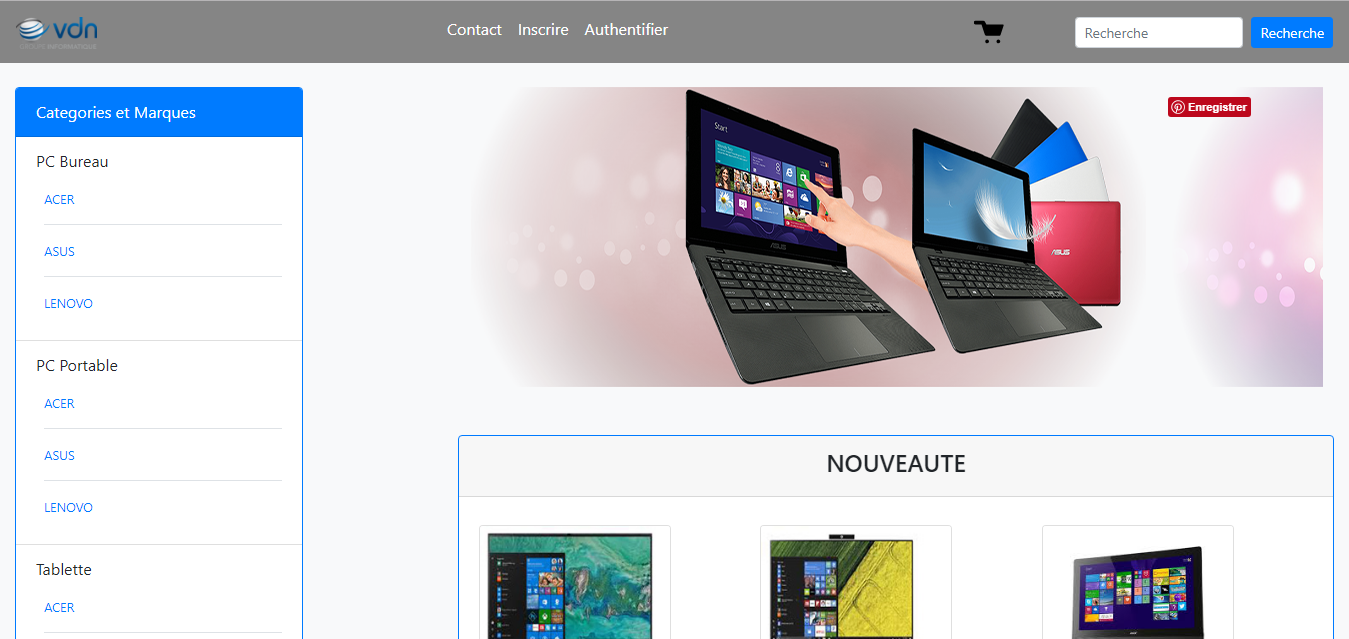 vdn
Contact Inscrire Authentifier
Recherche Recherche
Categories et Marques
PC Bureau
ACER
ASUS
LENOVO
PC Portable
ACER
ASUS
LENOVO
Tablette
ACER
Start
ASUS
ASUS
Enregistrer
NOUVEAUTE